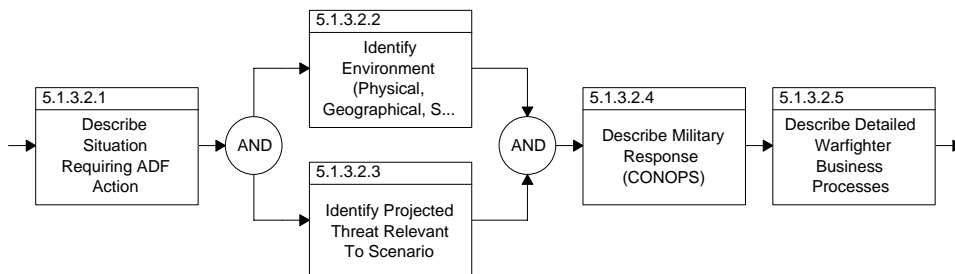 5.1.3.2.1
Describe
Situation
Requiring ADF
Action
AND
5.1.3.2.2
Identify
Environment
(Physical,
Geographical, S...
5.1.3.2.3
Identify Projected
Threat Relevant
To Scenario
AND
5.1.3.2.4
Describe Military
Response
(CONOPS)
5.1.3.2.5
Describe Detailed
Warfighter
Business
Processes